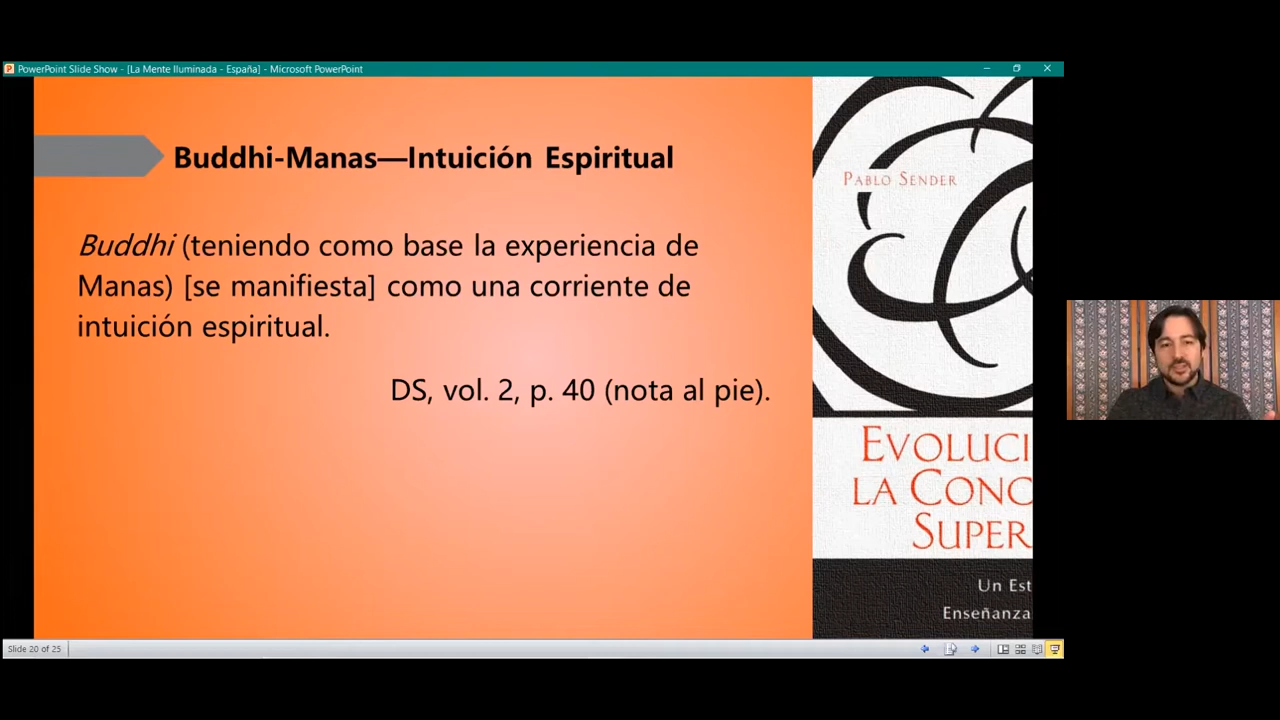 PowerPoint Slide Show - [La Mente Iluminada - España] - Microsoft PowerPoint
Buddhi-Manas—Intuición Espiritual
Buddhi (teniendo como base la experiencia de
Manas) [se manifiesta] como una corriente de
intuición espiritual.
DS, vol. 2, p. 40 (nota al pie).
PABLO SENDER
EVOLUCI
LA CONC
SUPER
Un Est
Enseñanza
Slide 20 of 25